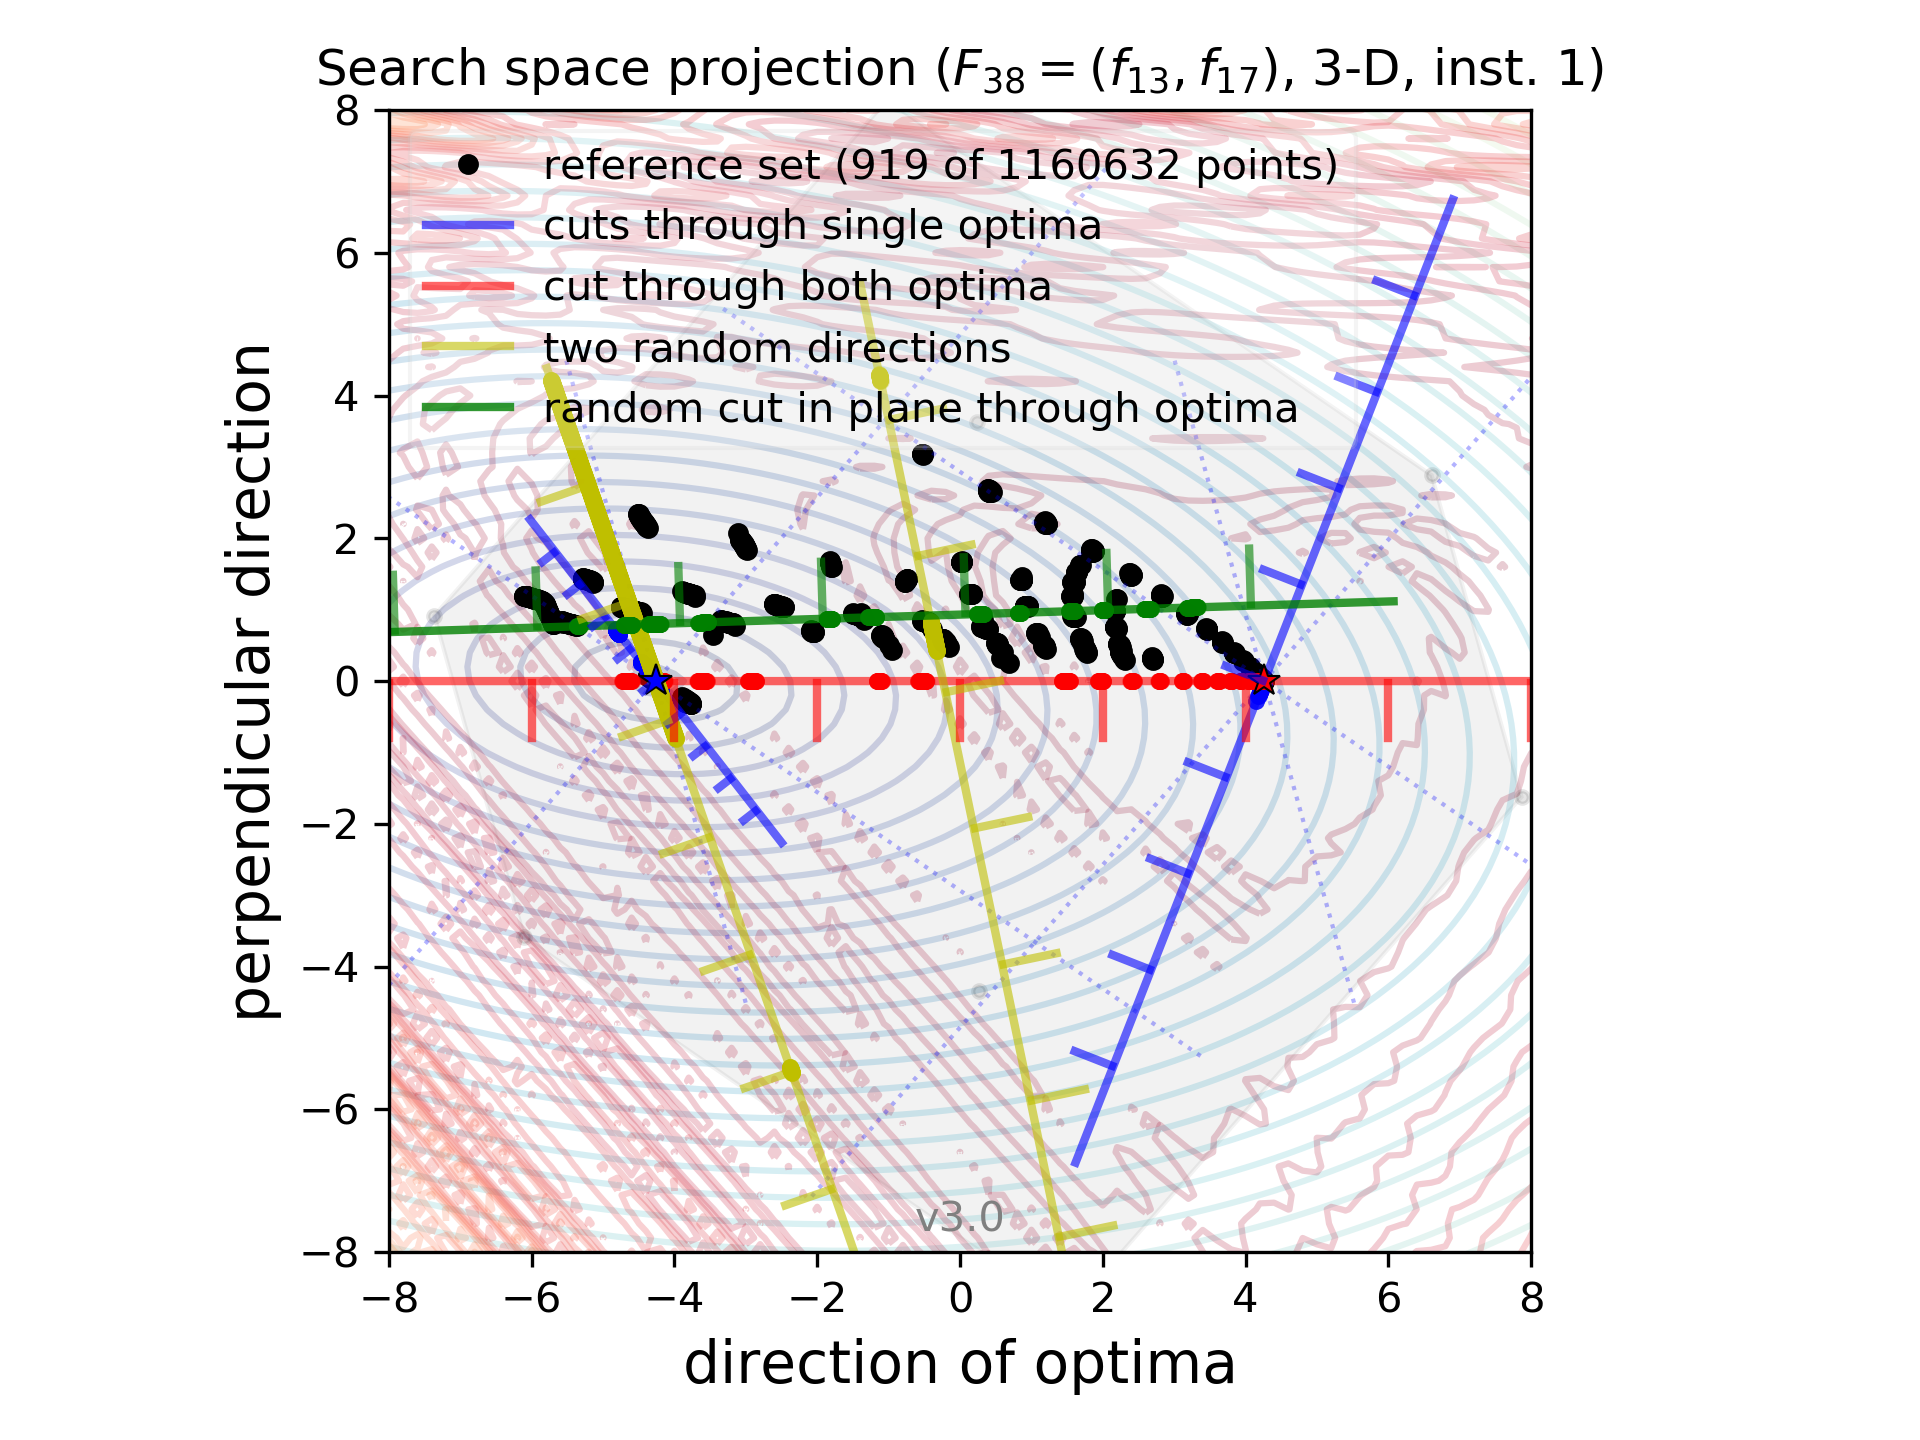 Search space projection (F₃₈ = (f₁₃, f₁₇), 3-D, inst. 1)
reference set (919 of 1160632 points)
cuts through single optima
cut through both optima
two random directions
random cut in plane through optima
perpendicular direction
8
6
4
2
0
−2
−4
−6
−8
v3.0
−8 −6 −4 −2 0 2 4 6 8
direction of optima